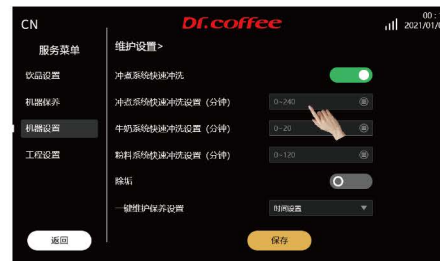 CN
Dr.coffee
00:
2021/01/0
服务菜单
维护设置>
饮品设置
冲煮系统快速冲洗
机器保养
冲煮系统快速冲洗设置（分钟）
0~240
机器设置
牛奶系统快速冲洗设置（分钟）
0~20
工程设置
粉料系统快速冲洗设置（分钟）
0~120
除垢
一键维护保养设置
时间设置
返回
保存